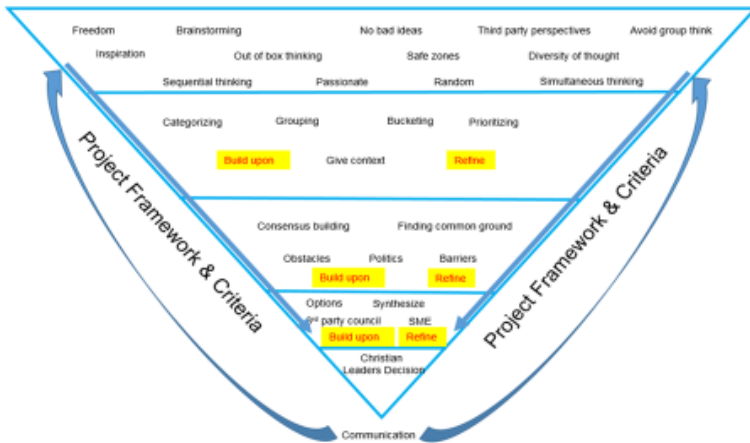 Freedom Brainstorming No bad ideas Third party perspectives Avoid group think
Inspiration Out of box thinking Safe zones Diversity of thought
Sequential thinking Passionate Random Simultaneous thinking
Categorizing Grouping Bucketing Prioritizing
Build upon Give context Refine
Consensus building Finding common ground
Obstacles Politics Barriers
Build upon Refine
Options Synthesize
party council SME
Build upon Refine
Christian
Leaders Decision
Project Framework & Criteria
Project Framework & Criteria
Communication